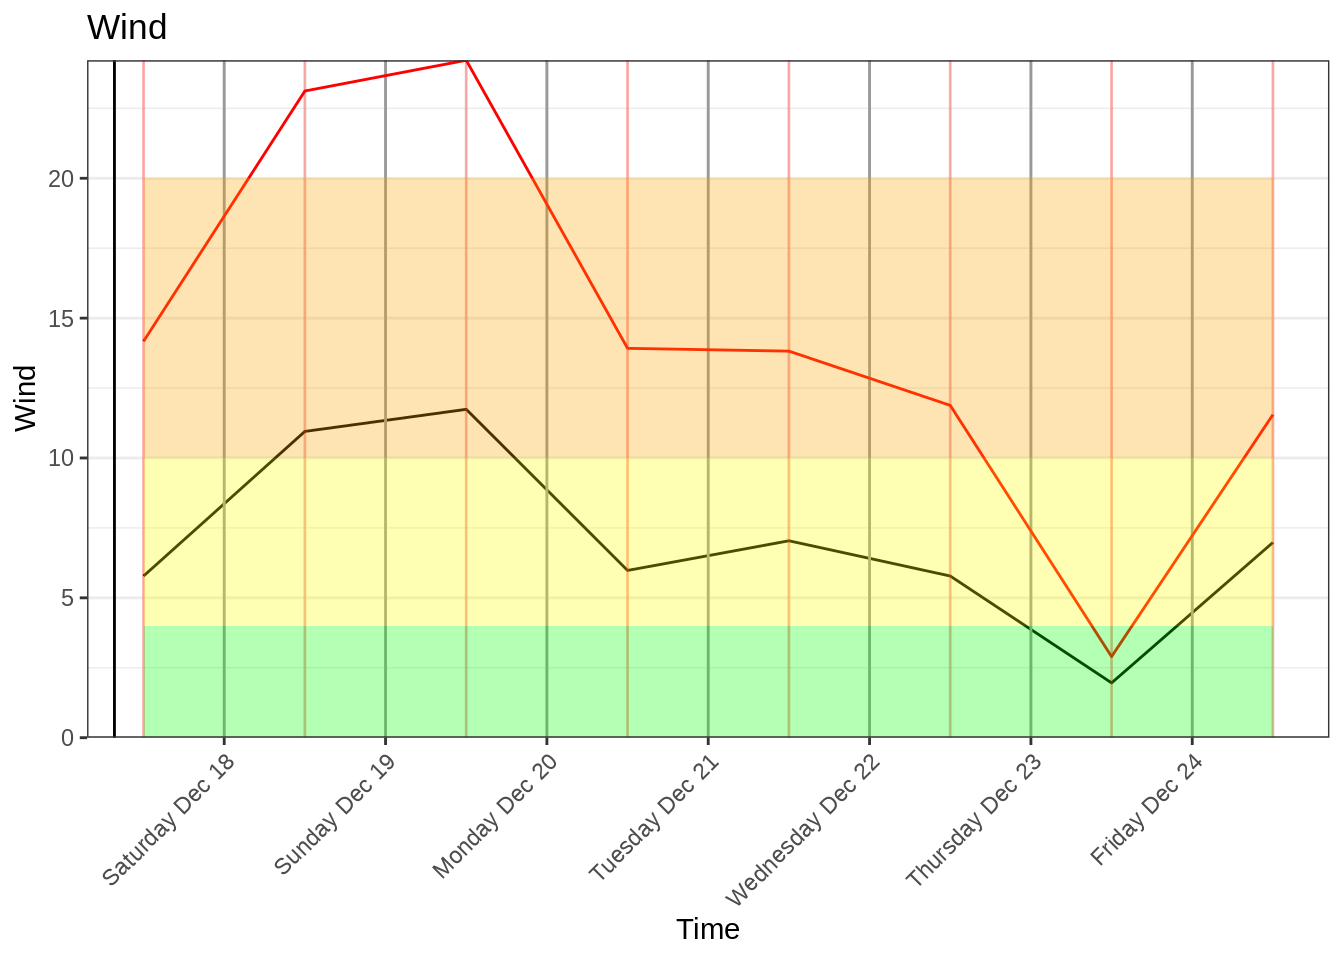 Wind
Wind
20
15
10
5
0
Saturday Dec 18
Sunday Dec 19
Monday Dec 20
Tuesday Dec 21
Wednesday Dec 22
Thursday Dec 23
Friday Dec 24
Time